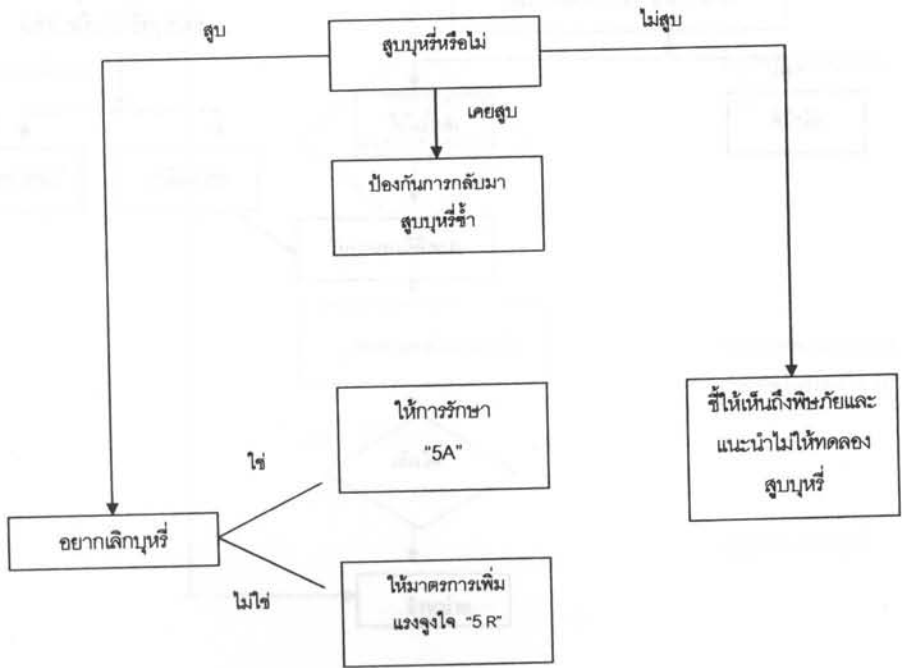 สูบ
สูบบุหรี่หรือไม่
ไม่สูบ
เคยสูบ
ป้องกันการกลับมา
สูบบุหรี่ซ้ำ
ให้การรักษา
"5A"
ชี้ให้เห็นถึงพิษภัยและ
แนะนำไม่ให้ทดลอง
สูบบุหรี่
ใช่
อยากเลิกบุหรี่
ไม่ใช่
ให้มาตรการเพิ่ม
แรงจูงใจ "5 R"